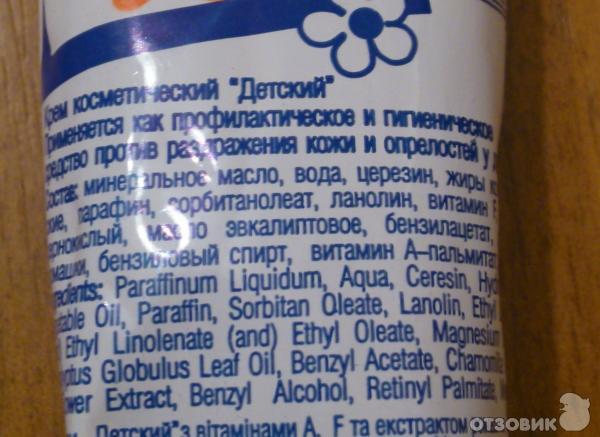 Крем косметический "Детский"
Применяется как профилактическое и гигиеническое
средство против раздражения кожи и опрелостей у
Состав: минеральное масло, вода, церезин, жиры
парафин, сорбитанолеат, ланолин, витамин F,
масло эвкалиптовое, бензилацетат,
бензиловый спирт, витамин А-пальмитат
Ingredients: Paraffinum Liquidum, Aqua, Ceresin,
Oil, Paraffin, Sorbitan Oleate, Lanolin, Ethyl
Ethyl Linolenate (and) Ethyl Oleate, Magnesium
Globulus Leaf Oil, Benzyl Acetate,
Extract, Benzyl Alcohol, Retinyl Palmitate,
Детский" з вітамінами А, F та екстрактом
ОТЗОВИК